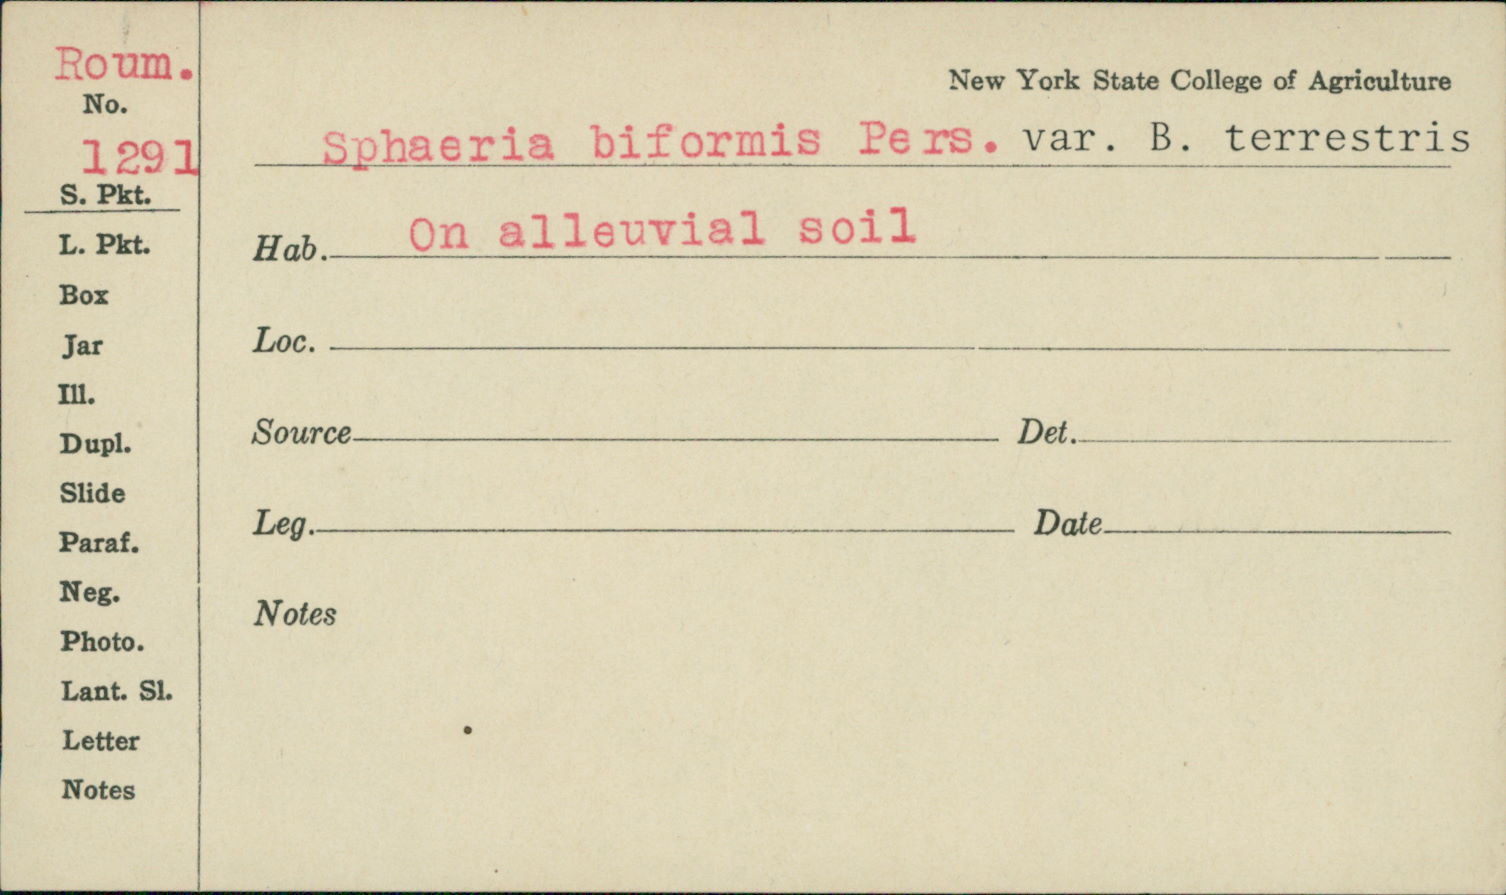 Roum.
No.
1291
S. Pkt.
L. Pkt.
Box
Jar
Ill.
Dupl.
Slide
Paraf.
Neg.
Photo.
Lant. Sl.
Letter
Notes
New York State College of Agriculture
Sphaeria biformis Pers. var. B. terrestris
Hab. On alleuvial soil
Loc.
Source Det.
Leg. Date
Notes